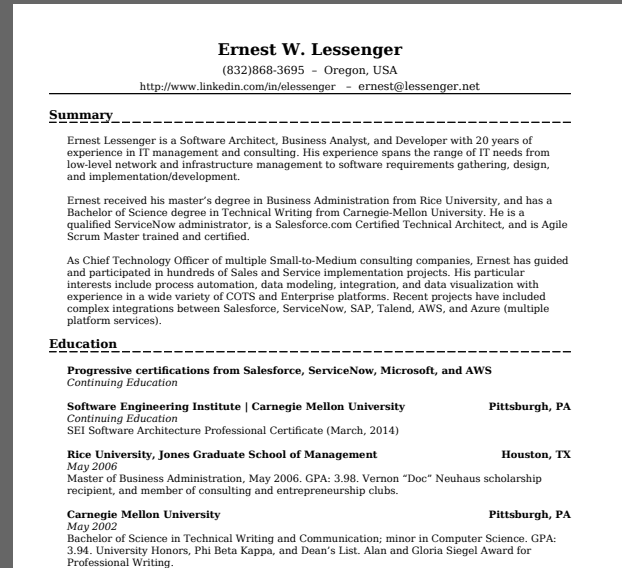 Ernest W. Lessenger
(832)868-3695 – Oregon, USA
http://www.linkedin.com/in/elessenger – ernest@lessenger.net
Summary
Ernest Lessenger is a Software Architect, Business Analyst, and Developer with 20 years of
experience in IT management and consulting. His experience spans the range of IT needs from
low-level network and infrastructure management to software requirements gathering, design,
and implementation/development.
Ernest received his master’s degree in Business Administration from Rice University, and has a
Bachelor of Science degree in Technical Writing from Carnegie-Mellon University. He is a
qualified ServiceNow administrator, is a Salesforce.com Certified Technical Architect, and is Agile
Scrum Master trained and certified.
As Chief Technology Officer of multiple Small-to-Medium consulting companies, Ernest has guided
and participated in hundreds of Sales and Service implementation projects. His particular
interests include process automation, data modeling, integration, and data visualization with
experience in a wide variety of COTS and Enterprise platforms. Recent projects have included
complex integrations between Salesforce, ServiceNow, SAP, Talend, AWS, and Azure (multiple
platform services).
Education
Progressive certifications from Salesforce, ServiceNow, Microsoft, and AWS
Continuing Education
Software Engineering Institute | Carnegie Mellon University Pittsburgh, PA
Continuing Education
SEI Software Architecture Professional Certificate (March, 2014)
Rice University, Jones Graduate School of Management Houston, TX
May 2006
Master of Business Administration, May 2006. GPA: 3.98. Vernon “Doc” Neuhaus scholarship
recipient, and member of consulting and entrepreneurship clubs.
Carnegie Mellon University Pittsburgh, PA
May 2002
Bachelor of Science in Technical Writing and Communication; minor in Computer Science. GPA:
3.94. University Honors, Phi Beta Kappa, and Dean’s List. Alan and Gloria Siegel Award for
Professional Writing.